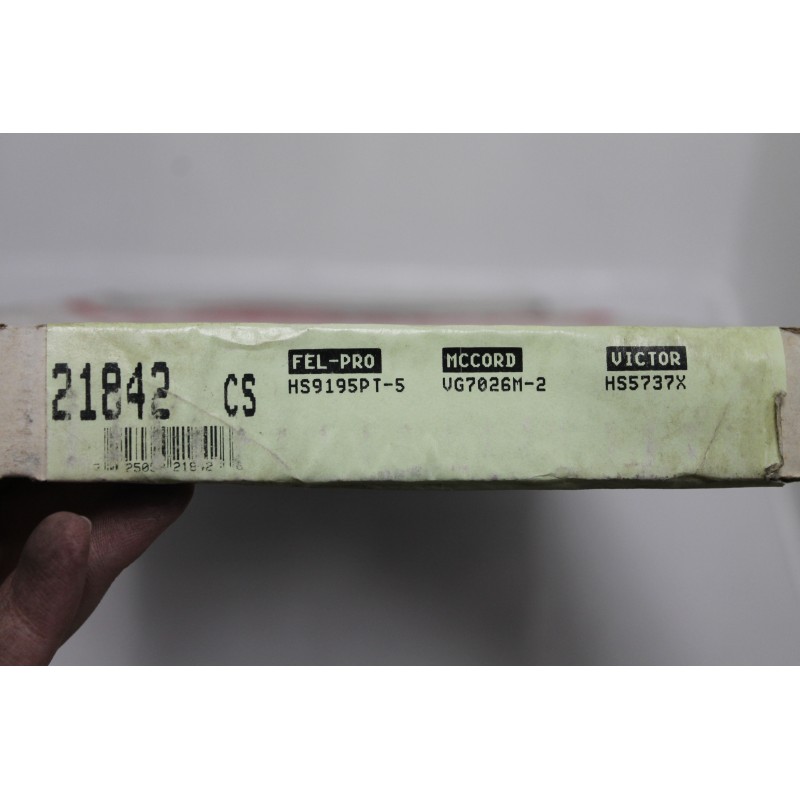 21842 CS
FEL-PRO
HS9195PT-5
MCCORD
VG7026M-2
VICTOR
HS5737X